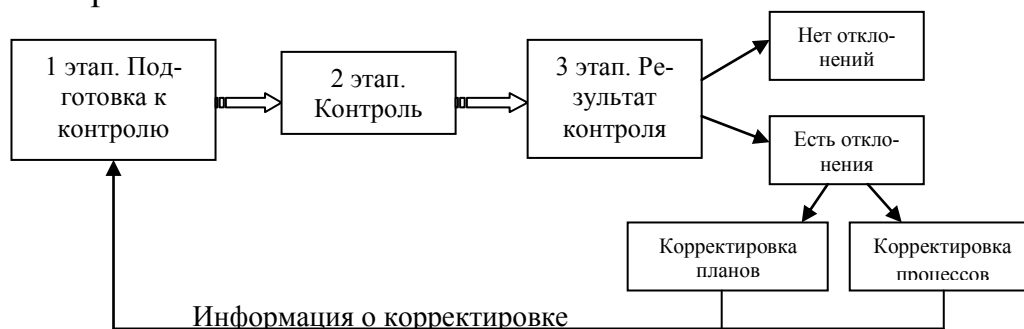 1 этап. Под-
готовка к
контролю
2 этап.
Контроль
3 этап. Ре-
зультат
контроля
Нет откло-
нений
Есть откло-
нения
Корректировка
планов
Корректировка
процессов
Информация о корректировке